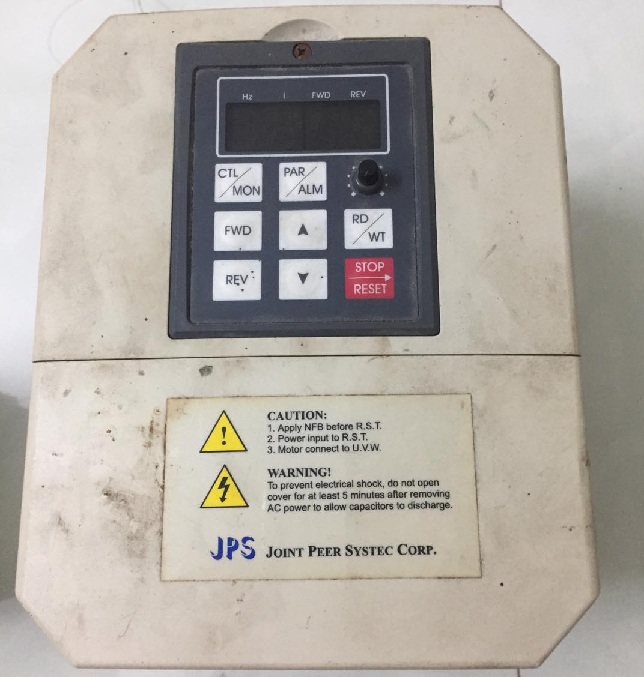 Hz I FWD REV
CTL/MON PAR/ALM
FWD ▲ RD/WT
REV ▼ STOP
RESET
!
CAUTION:
1. Apply NFB before R.S.T.
2. Power input to R.S.T.
3. Motor connect to U.V.W.
WARNING!
To prevent electrical shock, do not open
cover for at least 5 minutes after removing
AC power to allow capacitors to discharge.
JPS JOINT PEER SYSTEC CORP.